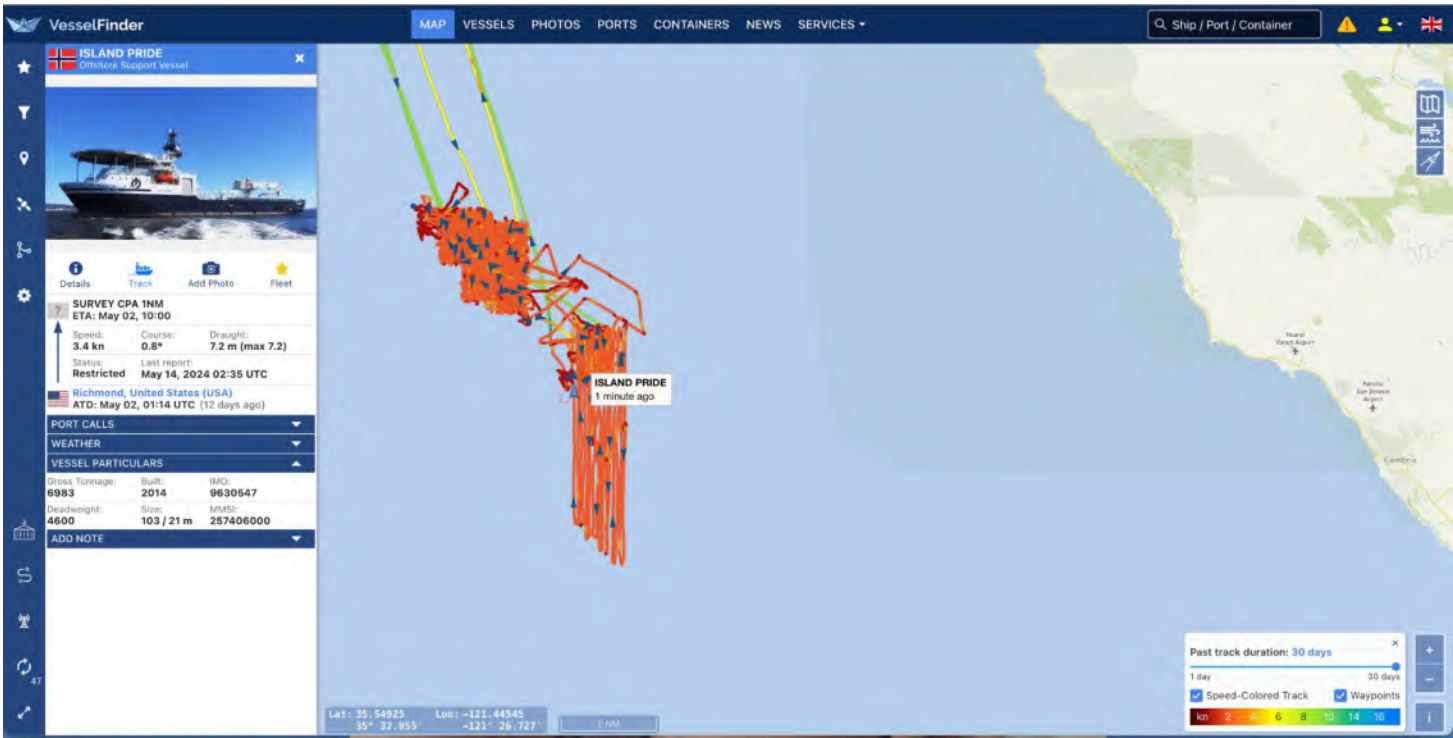 VesselFinder
MAP VESSELS PHOTOS PORTS CONTAINERS NEWS SERVICES
Ship / Port / Container
ISLAND PRIDE
Offshore Support Vessel
Details Track Add Photo Fleet
?
SURVEY CPA 1NM
ETA: May 02, 10:00
Speed: Course: Draught:
3.4 kn 0.8° 7.2 m (max 7.2)
Status: Last report:
Restricted May 14, 2024 02:35 UTC
Richmond, United States (USA)
ATD: May 02, 01:14 UTC (12 days ago)
PORT CALLS
WEATHER
VESSEL PARTICULARS
Gross Tonnage: Built: IMO:
6983 2014 9630547
Deadweight: Size: MMSI:
4600 103 / 21 m 257406000
ADD NOTE
47
ISLAND PRIDE
1 minute ago
Hearst
Ranch Airport
Airport
Cambria
Lat: 35.54925 Lon: -121.44545
35° 32.955' -121° 26.727'
NM
Past track duration: 30 days
1 day 30 days
Speed-Colored Track Waypoints
kn 2 4 6 8 10 14 16